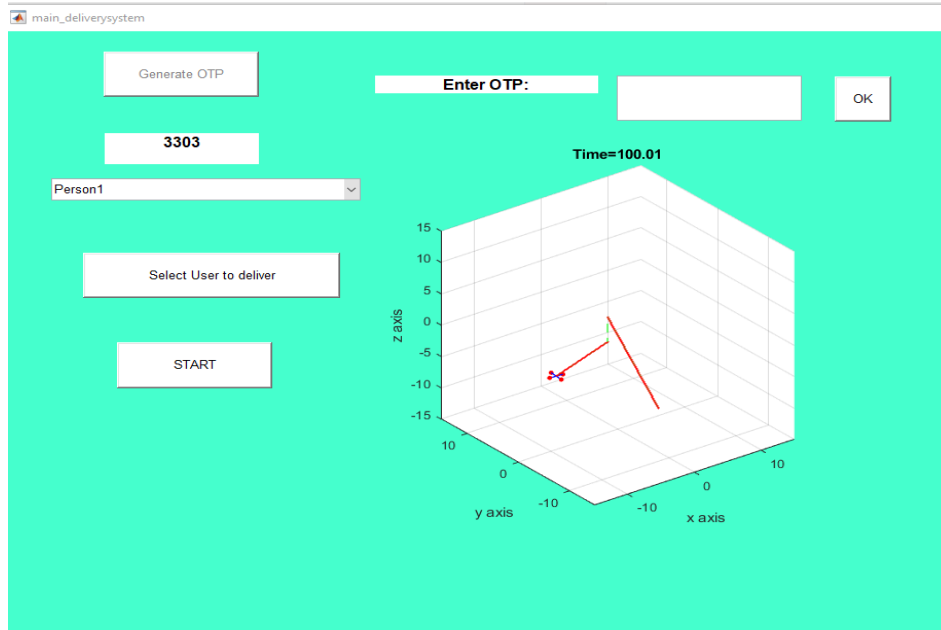 main_deliverysystem
Generate OTP
Enter OTP:
OK
3303
Time=100.01
Person1
Select User to deliver
START
15
10
5
0
-5
-10
-15
z axis
10
0
-10
y axis
-10
0
10
x axis